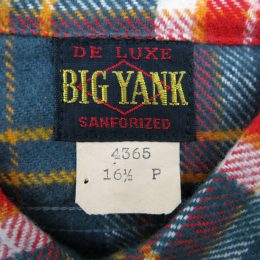 DE LUXE
BIG YANK
SANFORIZED
4365
16½ P